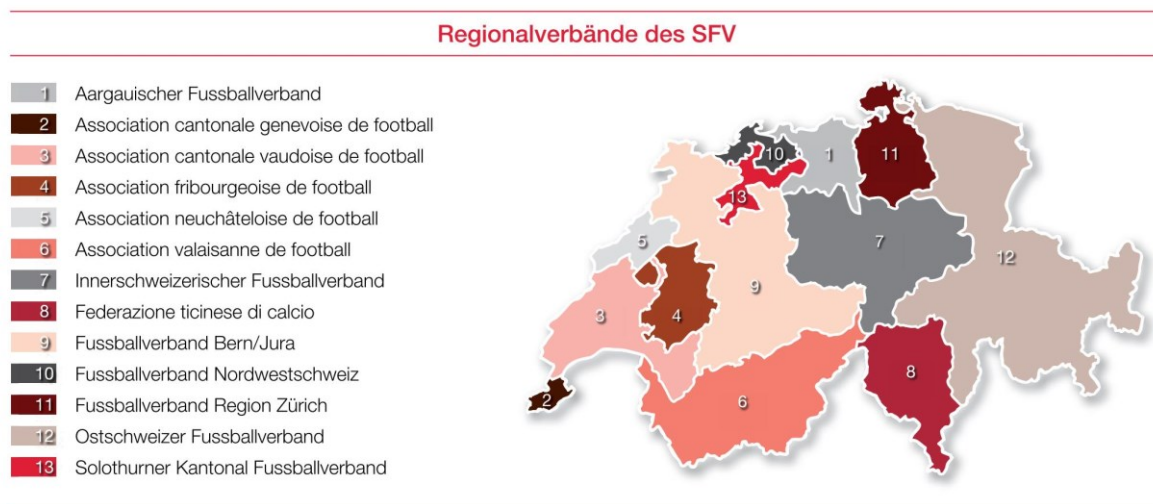 Regionalverbände des SFV
1 Aargauischer Fussballverband
2 Association cantonale genevoise de football
3 Association cantonale vaudoise de football
4 Association fribourgeoise de football
5 Association neuchâteloise de football
6 Association valaisanne de football
7 Innerschweizerischer Fussballverband
8 Federazione ticinese di calcio
9 Fussballverband Bern/Jura
10 Fussballverband Nordwestschweiz
11 Fussballverband Region Zürich
12 Ostschweizer Fussballverband
13 Solothurner Kantonal Fussballverband
10
1
11
13
5
7
12
9
3
4
8
2
6